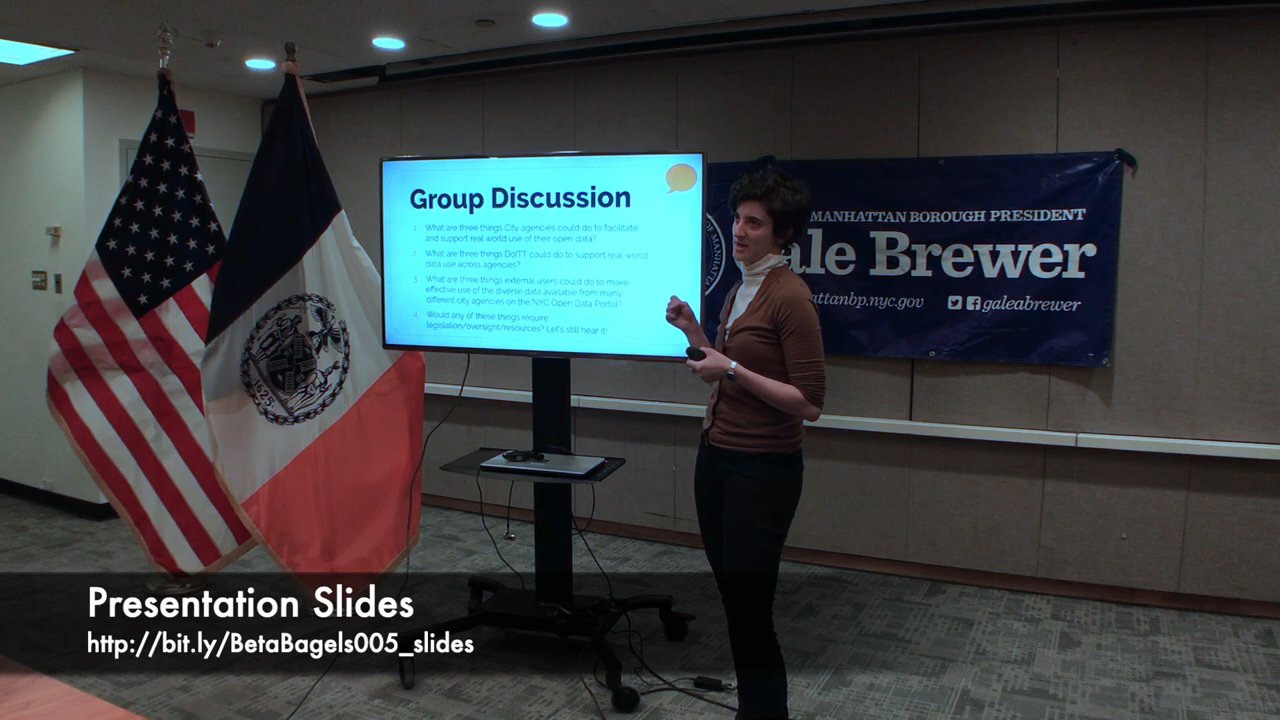 Group Discussion
1. What are three things City agencies could do to facilitate
and support real world use of their open data?
2. What are three things DoITT could do to support real world
data use across agencies?
3. What are three things external users could do to make
effective use of the diverse data available from many
different city agencies on the NYC Open Data Portal?
4. Would any of these things require
legislation/oversight/resources? Let's still hear it!
OF MANHATTAN
MANHATTAN BOROUGH PRESIDENT
ale Brewer
ttanbp.nyc.gov
galeabrewer
1625
Presentation Slides
http://bit.ly/BetaBagels005_slides